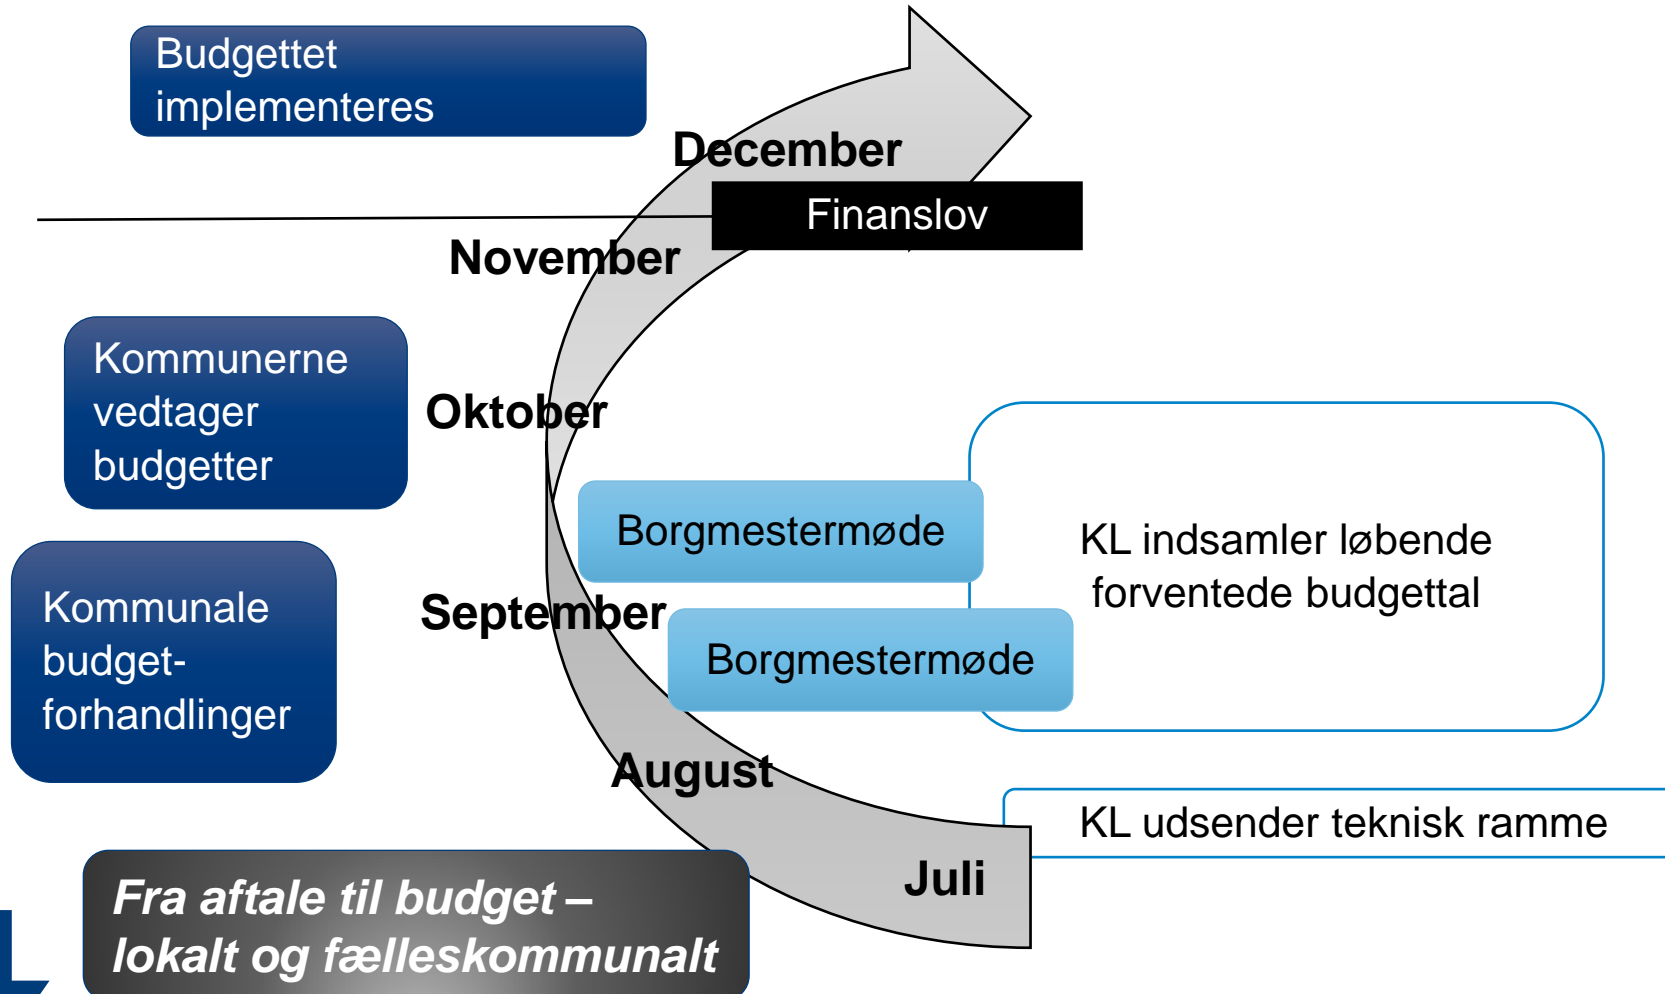 Budgettet
implementeres
December
Finanslov
November
Kommunerne
vedtager
budgetter
Oktober
Borgmestermøde
KL indsamler løbende
forventede budgettal
Kommunale
budget-
forhandlinger
September
Borgmestermøde
August
KL udsender teknisk ramme
Juli
Fra aftale til budget –
lokalt og fælleskommunalt